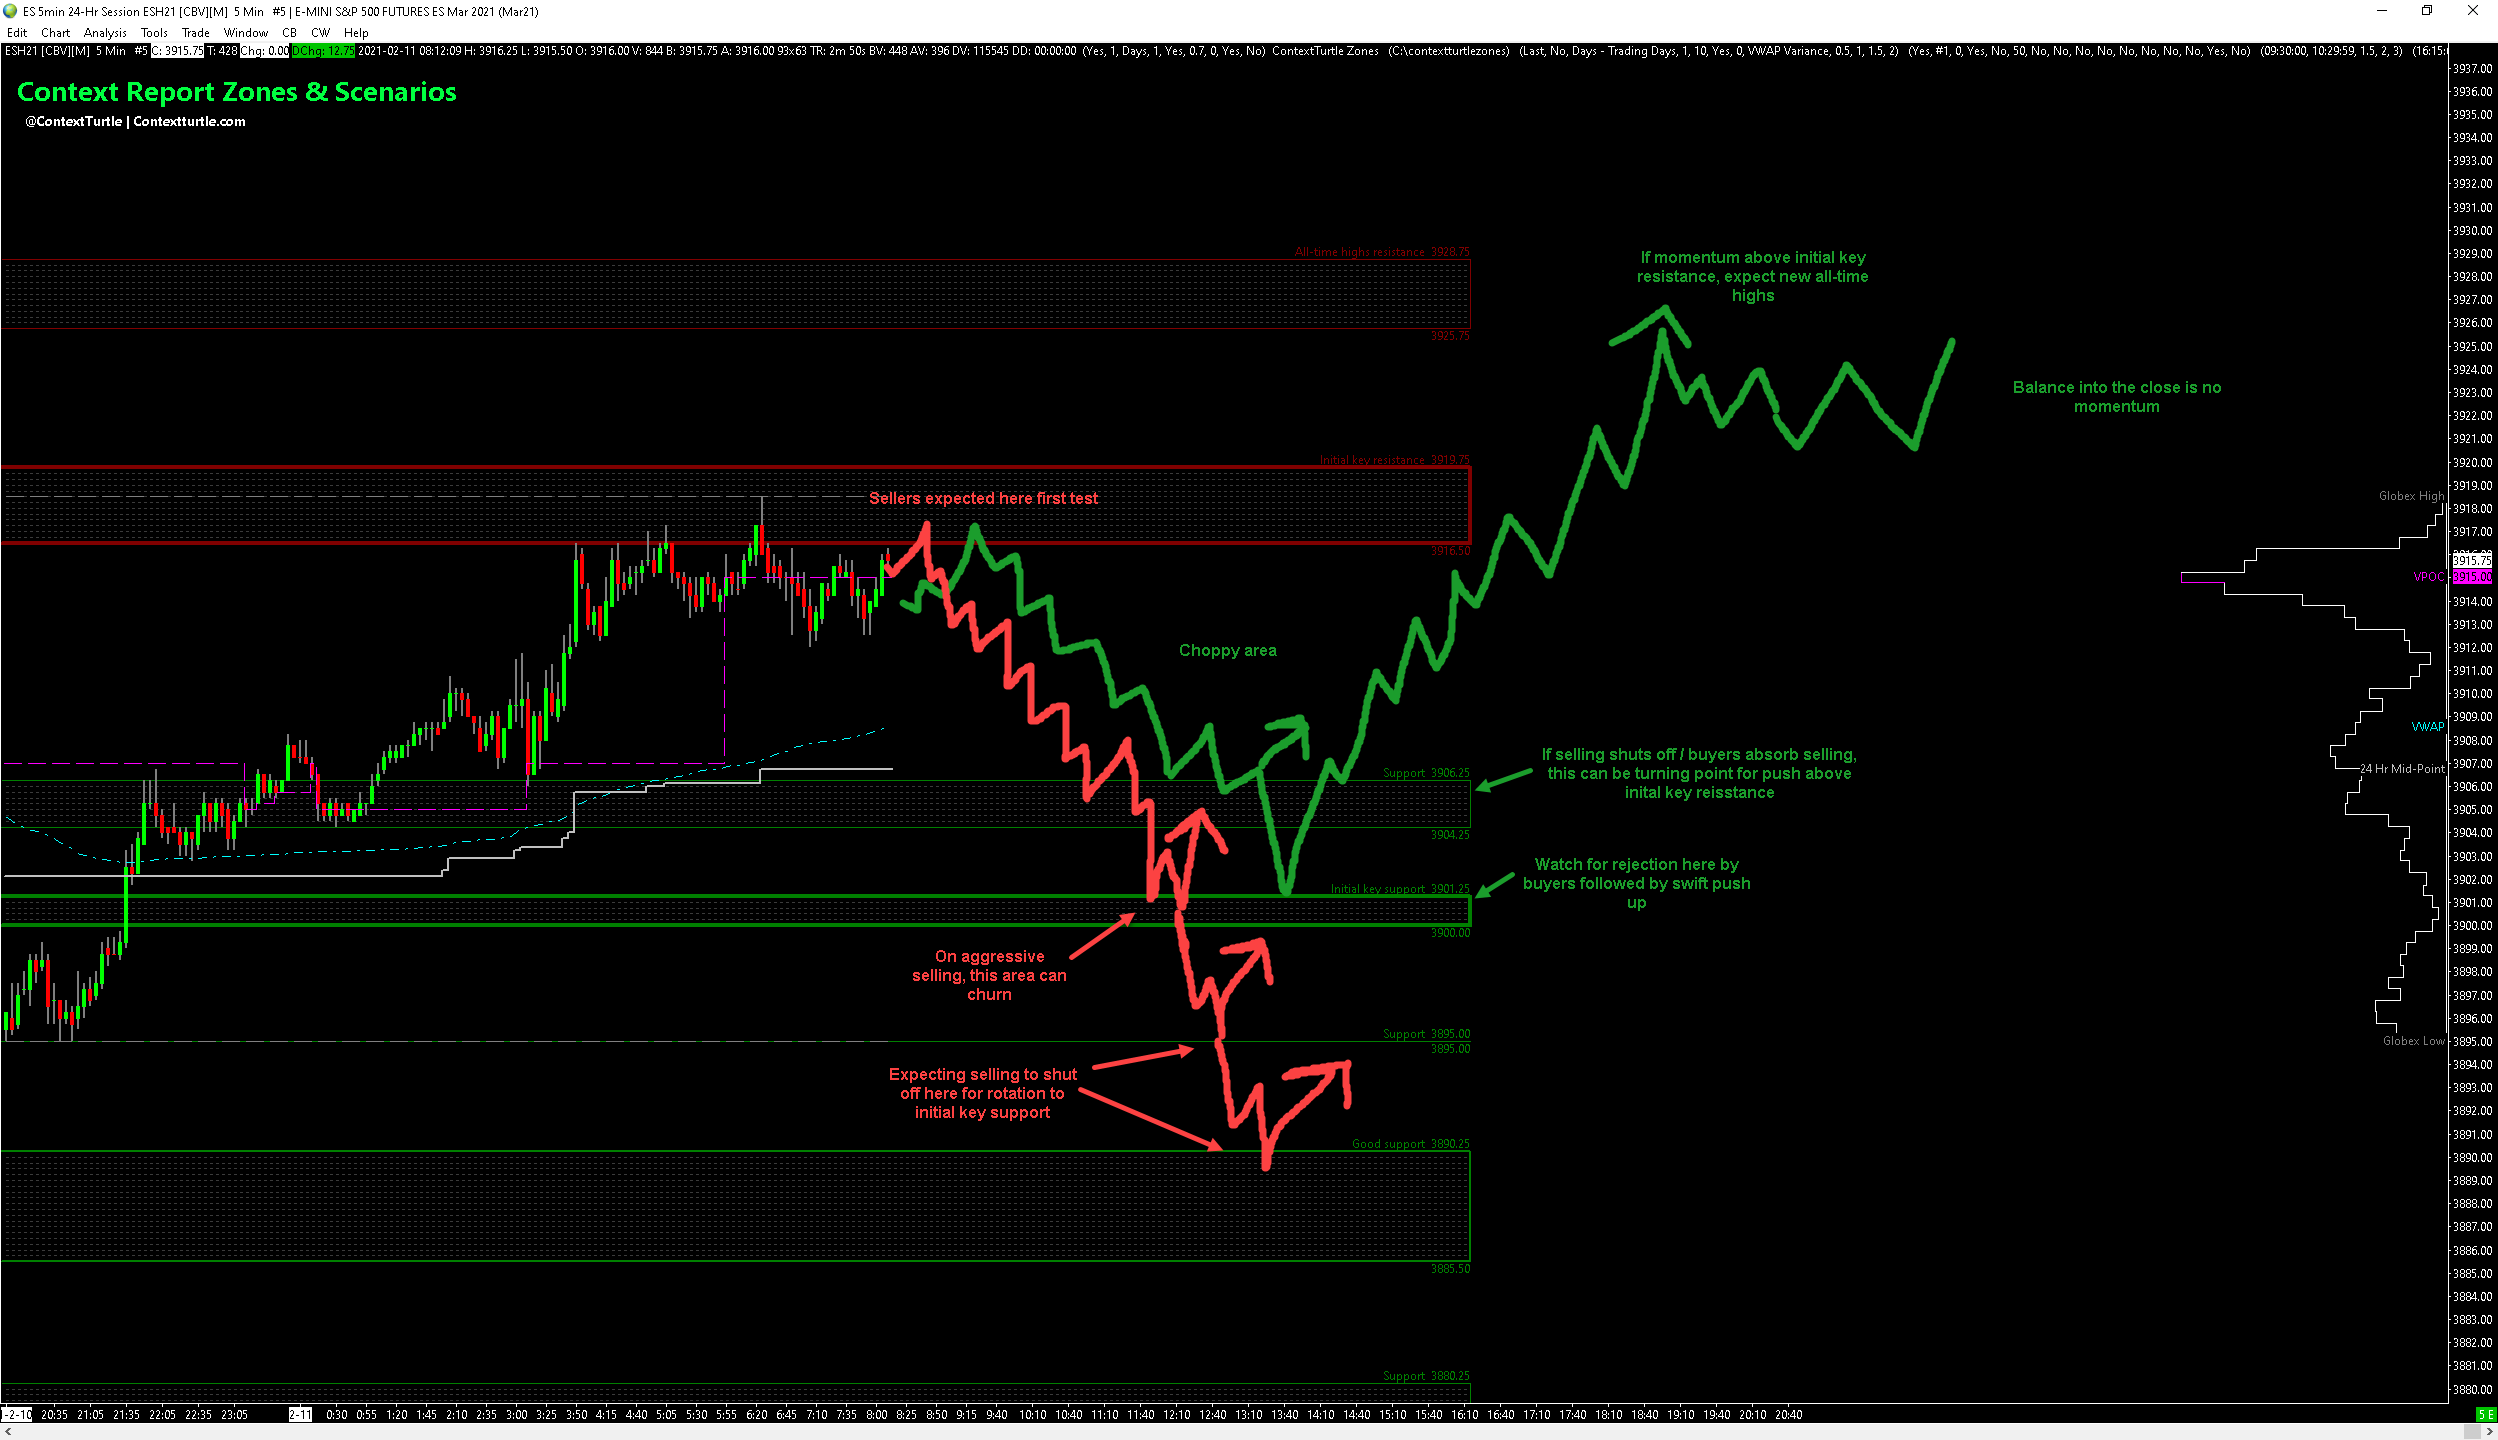 ES 5min 24-Hr Session ESH21 [CBV][M] 5 Min #5 | E-MINI S&P 500 FUTURES ES Mar 2021 (Mar21)
Edit Chart Analysis Tools Trade Window CB CW Help
ESH21 [CBV][M] 5 Min #5 C: 3915.75 T: 428 Chg: 0.00 DChg: 12.75 2021-02-11 08:12:09 H: 3916.25 L: 3915.50 O: 3916.00 V: 844 B: 3915.75 A: 3916.00 93x63 TR: 2m 50s BV: 448 AV: 396 DV: 115545 DD: 00:00:00 (Yes, 1, Days, 1, Yes, 0.7, 0, Yes, No) ContextTurtle Zones (C:\contextturtlezones) (Last, No, Days - Trading Days, 1, 10, Yes, 0, VWAP Variance, 0.5, 1, 1.5, 2) (Yes, #1, 0, Yes, No, 50, No, No, No, No, No, No, No, No, Yes, No) (09:30:00, 10:29:59, 1.5, 2, 3) (16:15:
Context Report Zones & Scenarios
@ContextTurtle | Contextturtle.com
All-time highs resistance 3928.75
3925.75
If momentum above initial key
resistance, expect new all-time
highs
Balance into the close is no
momentum
Initial key resistance 3919.75
Sellers expected here first test
3916.50
Choppy area
Support 3906.25
3904.25
If selling shuts off / buyers absorb selling,
this can be turning point for push above
inital key reisstance
Initial key support 3901.25
3900.00
Watch for rejection here by
buyers followed by swift push
up
On aggressive
selling, this area can
churn
Support 3895.00
3895.00
Expecting selling to shut
off here for rotation to
initial key support
Good support 3890.25
3885.50
Support 3880.25
Globex High
VPOC
VWAP
24 Hr Mid-Point
Globex Low
3937.00
3936.00
3935.00
3934.00
3933.00
3932.00
3931.00
3930.00
3929.00
3928.00
3927.00
3926.00
3925.00
3924.00
3923.00
3922.00
3921.00
3920.00
3919.00
3918.00
3917.00
3915.75
3915.00
3914.00
3913.00
3912.00
3911.00
3910.00
3909.00
3908.00
3907.00
3906.00
3905.00
3904.00
3903.00
3902.00
3901.00
3900.00
3899.00
3898.00
3897.00
3896.00
3895.00
3894.00
3893.00
3892.00
3891.00
3890.00
3889.00
3888.00
3887.00
3886.00
3885.00
3884.00
3883.00
3882.00
3881.00
3880.00
-2-10 20:35 21:05 21:35 22:05 22:35 23:05 2-11 0:30 0:55 1:20 1:45 2:10 2:35 3:00 3:25 3:50 4:15 4:40 5:05 5:30 5:55 6:20 6:45 7:10 7:35 8:00 8:25 8:50 9:15 9:40 10:10 10:40 11:10 11:40 12:10 12:40 13:10 13:40 14:10 14:40 15:10 15:40 16:10 16:40 17:10 17:40 18:10 18:40 19:10 19:40 20:10 20:40
5 E